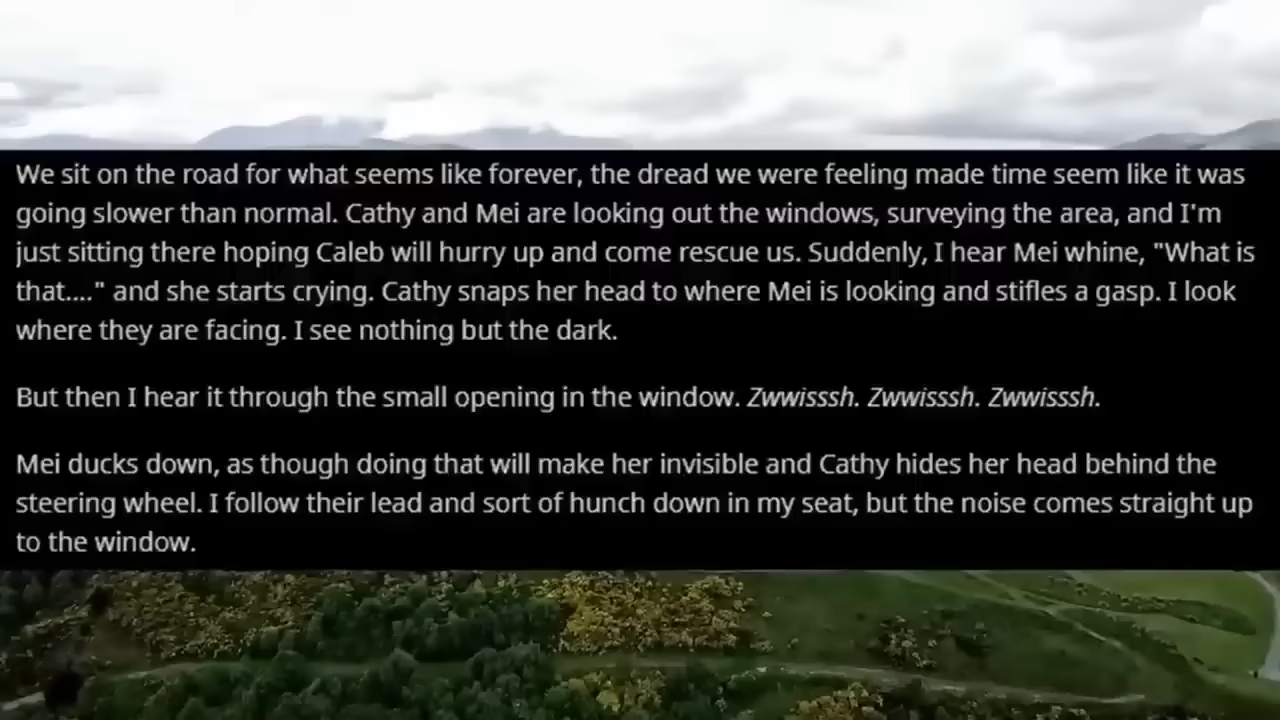 We sit on the road for what seems like forever, the dread we were feeling made time seem like it was
going slower than normal. Cathy and Mei are looking out the windows, surveying the area, and I'm
just sitting there hoping Caleb will hurry up and come rescue us. Suddenly, I hear Mei whine, "What is
that...." and she starts crying. Cathy snaps her head to where Mei is looking and stifles a gasp. I look
where they are facing. I see nothing but the dark.
But then I hear it through the small opening in the window. Zwwisssh. Zwwisssh. Zwwisssh.
Mei ducks down, as though doing that will make her invisible and Cathy hides her head behind the
steering wheel. I follow their lead and sort of hunch down in my seat, but the noise comes straight up
to the window.